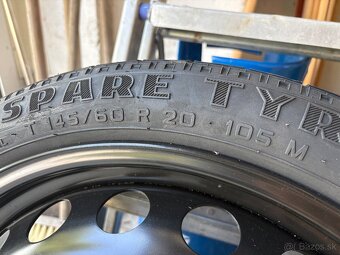 SPARE TYR
T 145/60 R 20 · 105 M
© bazos.sk